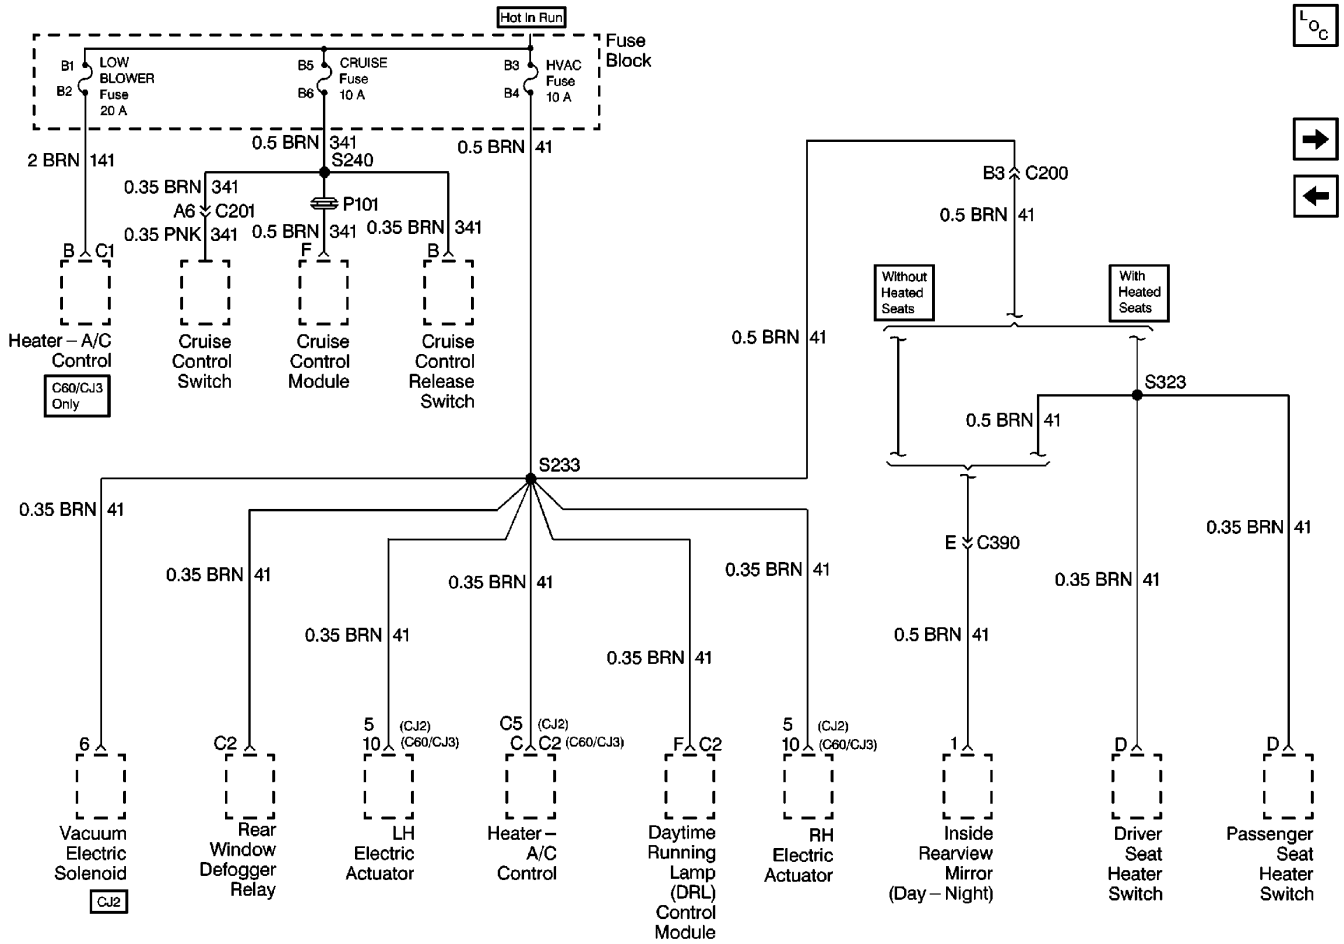 Hot In Run
L
O
C
Fuse
Block
B1
LOW
BLOWER
Fuse
20 A
B2
B5
CRUISE
Fuse
10 A
B6
B3
HVAC
Fuse
10 A
B4
2 BRN 141
0.5 BRN 341
S240
0.5 BRN 41
0.35 BRN 341
A6 C201
P101
0.35 PNK 341
0.5 BRN 341
0.35 BRN 341
B C1
F
B
Heater – A/C
Control
C60/CJ3
Only
Cruise
Control
Switch
Cruise
Control
Module
Cruise
Control
Release
Switch
B3 C200
0.5 BRN 41
Without
Heated
Seats
With
Heated
Seats
0.5 BRN 41
S323
0.5 BRN 41
S233
0.35 BRN 41
0.35 BRN 41
0.35 BRN 41
0.35 BRN 41
0.35 BRN 41
0.35 BRN 41
E C390
0.5 BRN 41
0.35 BRN 41
0.35 BRN 41
6
C2
5 (CJ2)
10 (C60/CJ3)
C5 (CJ2)
C C2 (C60/CJ3)
F C2
5 (CJ2)
10 (C60/CJ3)
1
D
D
Vacuum
Electric
Solenoid
CJ2
Rear
Window
Defogger
Relay
LH
Electric
Actuator
Heater –
A/C
Control
Daytime
Running
Lamp
(DRL)
Control
Module
RH
Electric
Actuator
Inside
Rearview
Mirror
(Day – Night)
Driver
Seat
Heater
Switch
Passenger
Seat
Heater
Switch